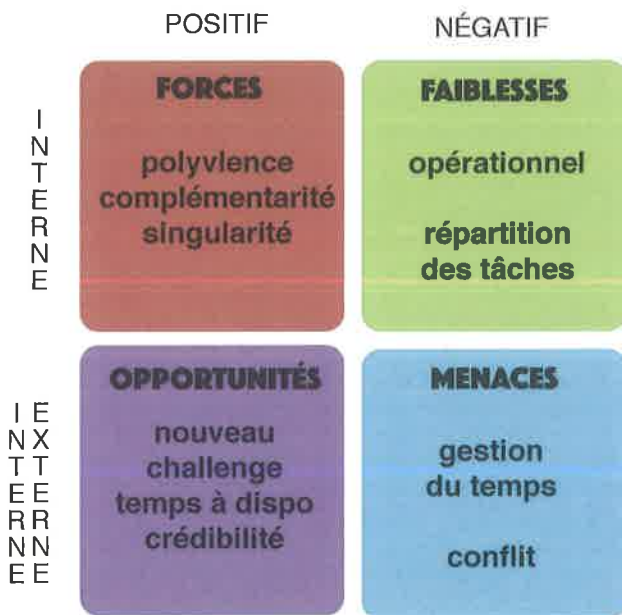 POSITIF
NÉGATIF
INTERNE
FORCES
polyvlence
complémentarité
singularité
FAIBLESSES
opérationnel
répartition
des tâches
INTERNE
EXTERNE
OPPORTUNITÉS
nouveau
challenge
temps à dispo
crédibilité
MENACES
gestion
du temps
conflit